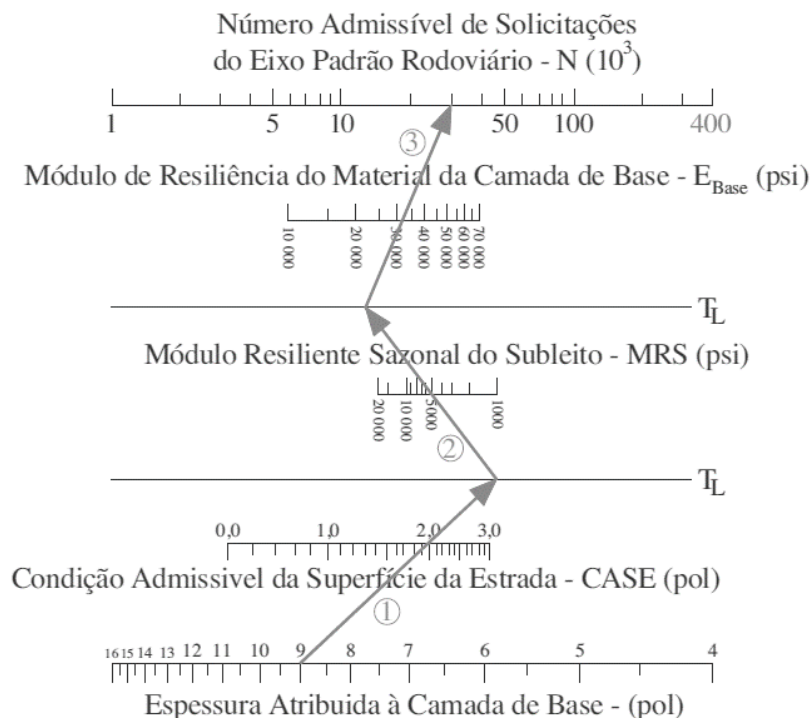 Número Admissível de Solicitações
do Eixo Padrão Rodoviário - N (10³)
1 5 10 50 100 400
③
Módulo de Resiliência do Material da Camada de Base - E_Base (psi)
10 000 20 000 30 000 40 000 50 000 60 000 70 000
T_L
Módulo Resiliente Sazonal do Subleito - MRS (psi)
20 000 10 000 5000 1000
②
T_L
0,0 1,0 2,0 3,0
Condição Admissivel da Superfície da Estrada - CASE (pol)
①
16 15 14 13 12 11 10 9 8 7 6 5 4
Espessura Atribuida à Camada de Base - (pol)